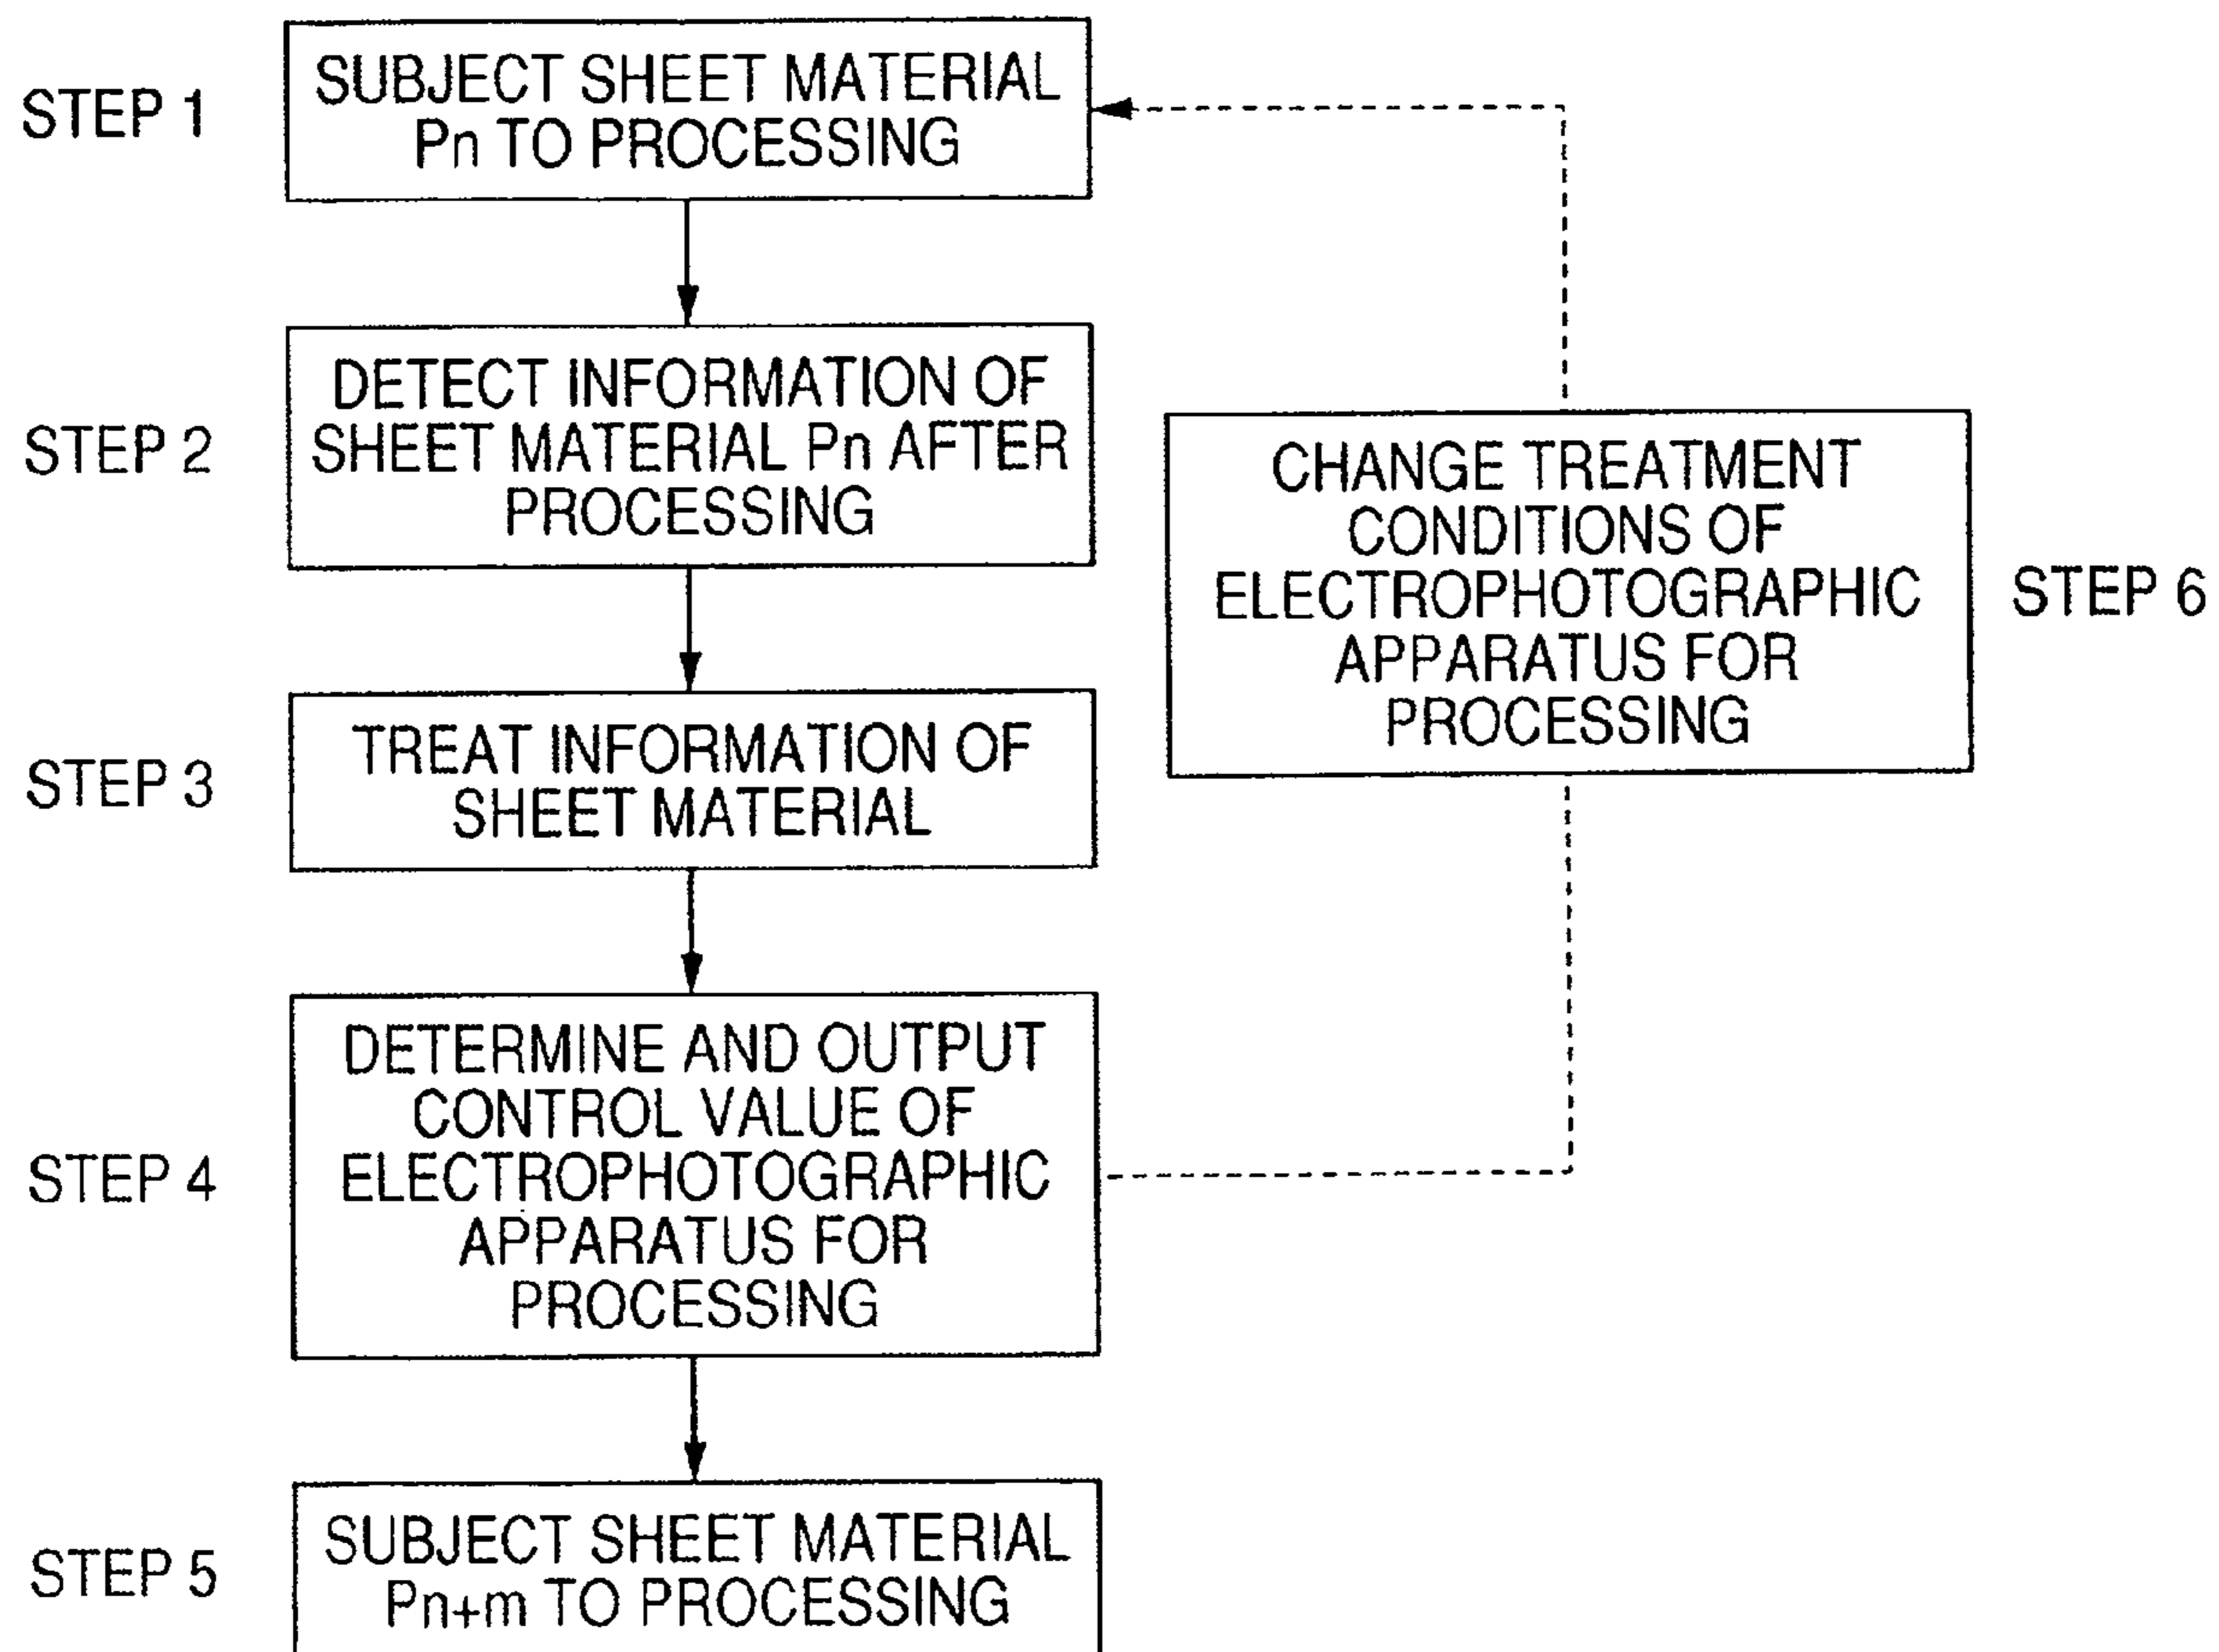 STEP 1
SUBJECT SHEET MATERIAL
Pn TO PROCESSING
STEP 2
DETECT INFORMATION OF
SHEET MATERIAL Pn AFTER
PROCESSING
STEP 3
TREAT INFORMATION OF
SHEET MATERIAL
STEP 4
DETERMINE AND OUTPUT
CONTROL VALUE OF
ELECTROPHOTOGRAPHIC
APPARATUS FOR
PROCESSING
STEP 5
SUBJECT SHEET MATERIAL
Pn+m TO PROCESSING
CHANGE TREATMENT
CONDITIONS OF
ELECTROPHOTOGRAPHIC
APPARATUS FOR
PROCESSING
STEP 6